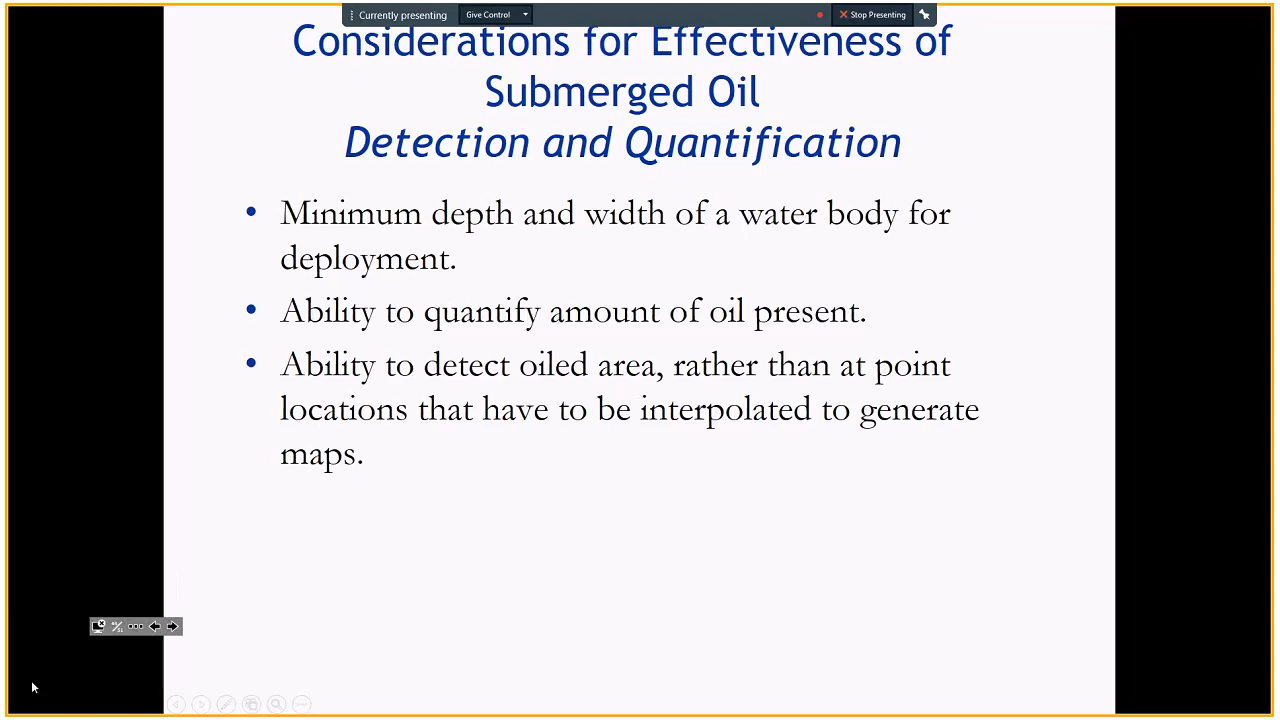 Currently presenting Give Control Stop Presenting
Considerations for Effectiveness of
Submerged Oil
Detection and Quantification
• Minimum depth and width of a water body for
deployment.
• Ability to quantify amount of oil present.
• Ability to detect oiled area, rather than at point
locations that have to be interpolated to generate
maps.